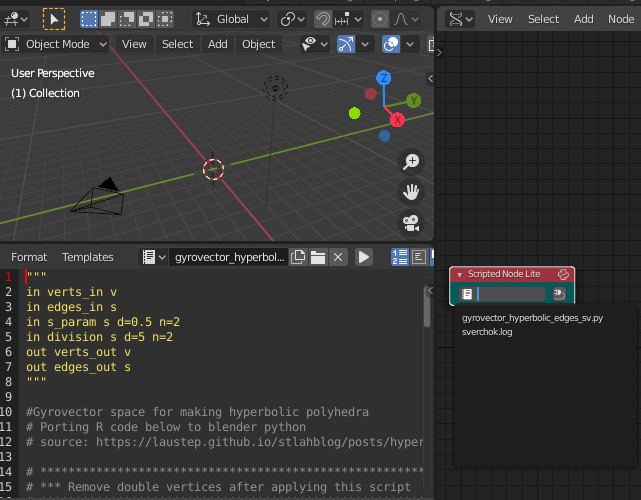 Global
View Select Add Node
Object Mode View Select Add Object
User Perspective
(1) Collection
Z
Y
X
Format Templates gyrovector_hyperbol...
1 """
2 in verts_in v
3 in edges_in s
4 in s_param s d=0.5 n=2
5 in division s d=5 n=2
6 out verts_out v
7 out edges_out s
8 """
9
10 #Gyrovector space for making hyperbolic polyhedra
11 # Porting R code below to blender python
12 # source: https://laustep.github.io/stlahblog/posts/hyper
13
14 # *******************************************************
15 # *** Remove double vertices after applying this script
Scripted Node Lite
gyrovector_hyperbolic_edges_sv.py
sverchok.log